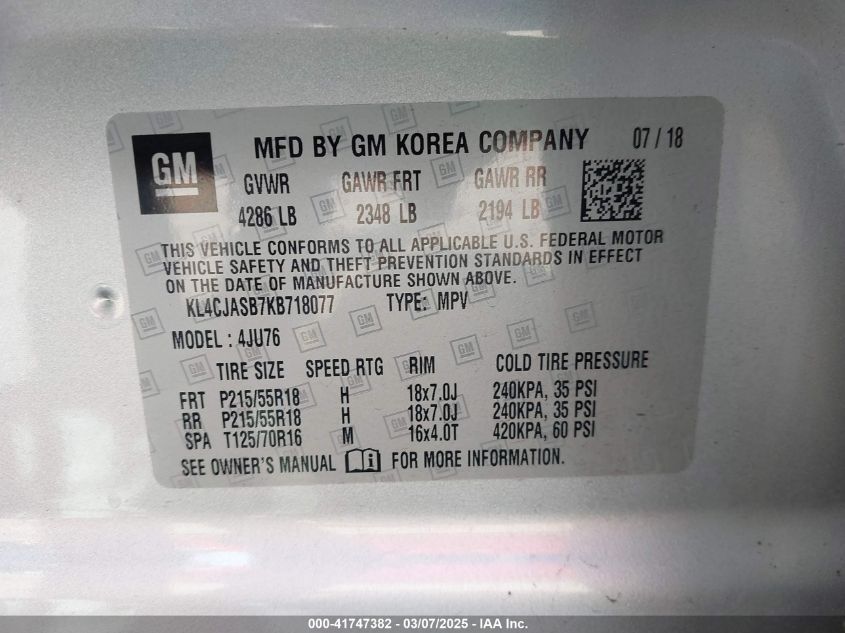 GM
MFD BY GM KOREA COMPANY 07 / 18
GVWR GAWR FRT GAWR RR
4286 LB 2348 LB 2194 LB
THIS VEHICLE CONFORMS TO ALL APPLICABLE U.S. FEDERAL MOTOR
VEHICLE SAFETY AND THEFT PREVENTION STANDARDS IN EFFECT
ON THE DATE OF MANUFACTURE SHOWN ABOVE.
KL4CJASB7KB718077 TYPE: MPV
MODEL : 4JU76
TIRE SIZE SPEED RTG RIM COLD TIRE PRESSURE
FRT P215/55R18 H 18x7.0J 240KPA, 35 PSI
RR P215/55R18 H 18x7.0J 240KPA, 35 PSI
SPA T125/70R16 M 16x4.0T 420KPA, 60 PSI
SEE OWNER'S MANUAL FOR MORE INFORMATION.
000-41747382 - 03/07/2025 - IAA Inc.